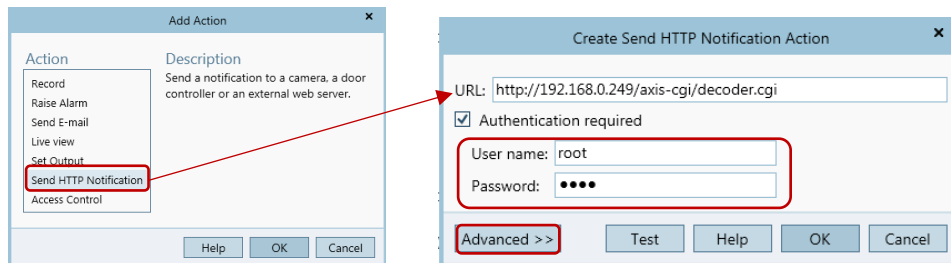 Add Action
×
Action
Record
Raise Alarm
Send E-mail
Live view
Set Output
Send HTTP Notification
Access Control
Description
Send a notification to a camera, a door
controller or an external web server.
Help
OK
Cancel
Create Send HTTP Notification Action
×
URL: http://192.168.0.249/axis-cgi/decoder.cgi
Authentication required
User name: root
Password: ●●●●
Advanced >>
Test
Help
OK
Cancel